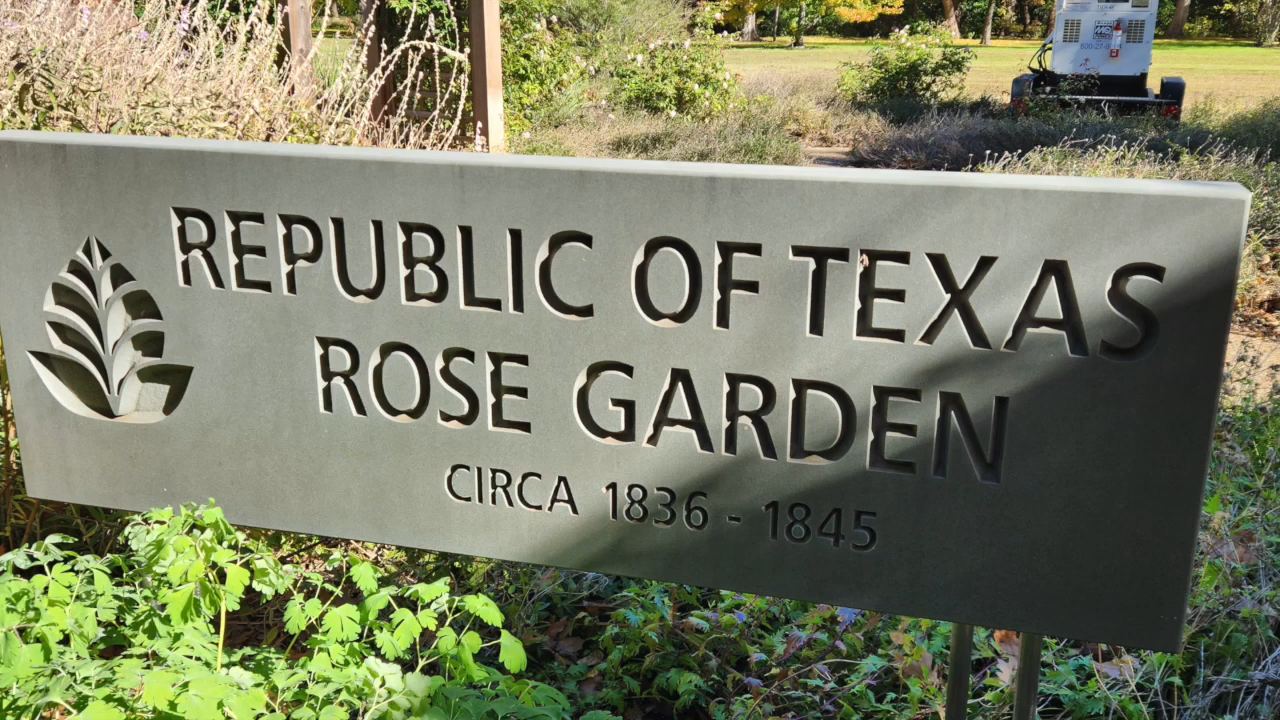 REPUBLIC OF TEXAS
ROSE GARDEN
CIRCA 1836 - 1845